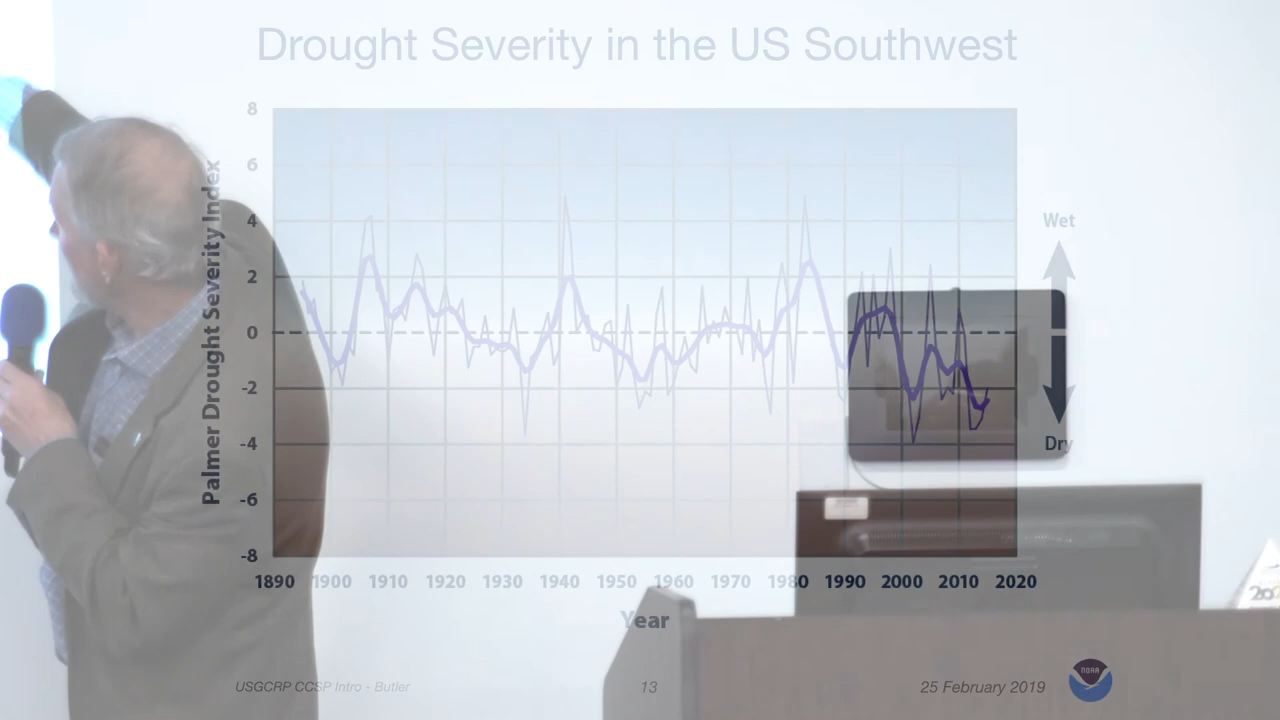 Drought Severity in the US Southwest
8
6
4
2
0
-2
-4
-6
-8
Palmer Drought Severity Index
Wet
Dry
1890 1900 1910 1920 1930 1940 1950 1960 1970 1980 1990 2000 2010 2020
Year
USGCRP CCSP Intro - Butler
13
25 February 2019
NOAA